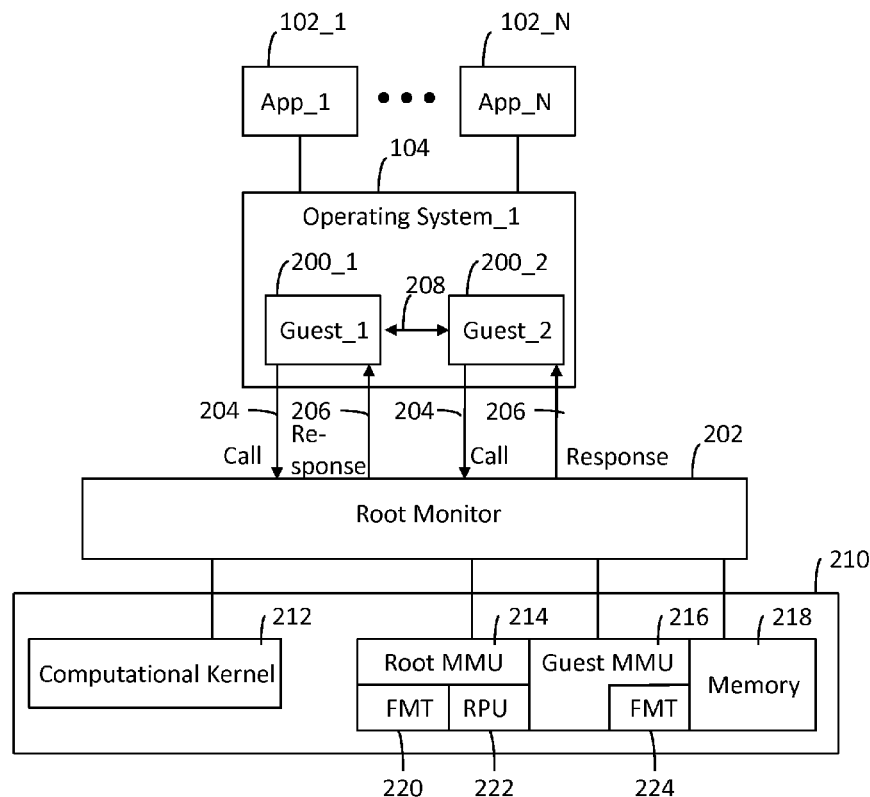 102_1 102_N
App_1 App_N
104
Operating System_1
200_1 208 200_2
Guest_1 Guest_2
204 206 204 206
Call Re-sponse Call Response
202
Root Monitor
210
212 214 216 218
Computational Kernel Root MMU Guest MMU Memory
FMT RPU FMT
220 222 224